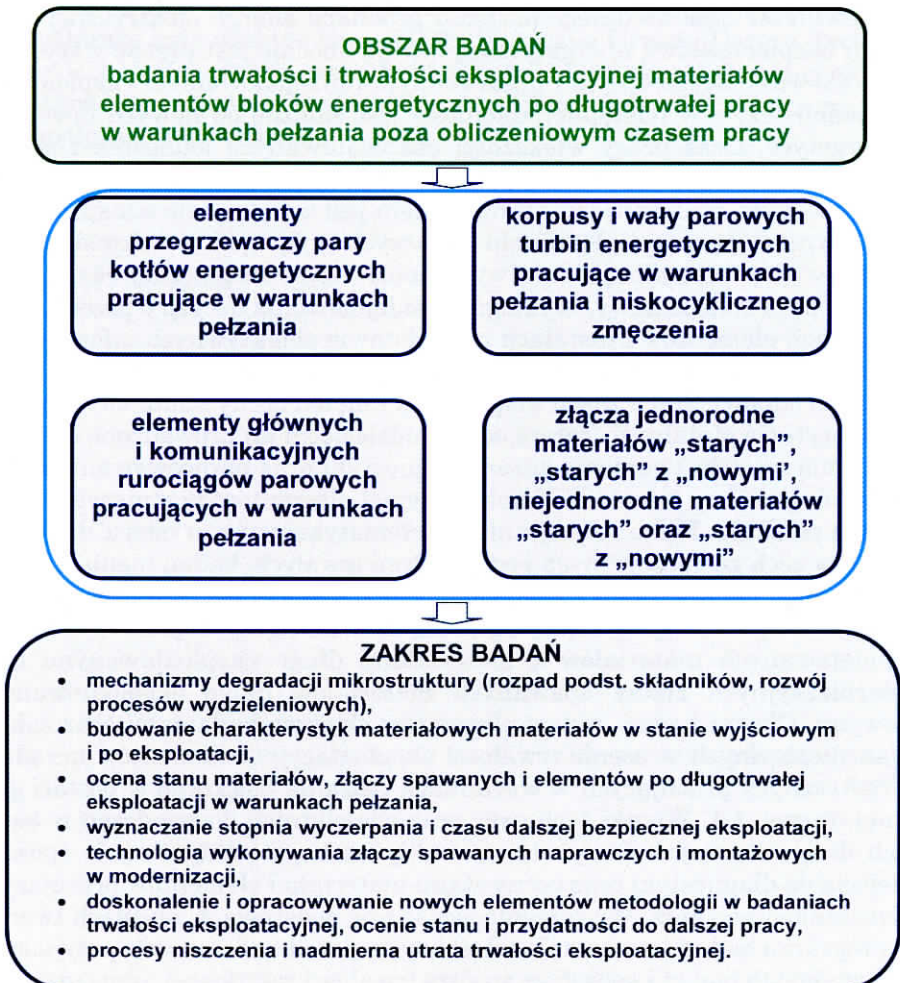 OBSZAR BADAŃ
badania trwałości i trwałości eksploatacyjnej materiałów
elementów bloków energetycznych po długotrwałej pracy
w warunkach pełzania poza obliczeniowym czasem pracy
elementy
przegrzewaczy pary
kotłów energetycznych
pracujące w warunkach
pełzania
korpusy i wały parowych
turbin energetycznych
pracujące w warunkach
pełzania i niskocyklicznego
zmęczenia
elementy głównych
i komunikacyjnych
rurociągów parowych
pracujących w warunkach
pełzania
złącza jednorodne
materiałów „starych”,
„starych” z „nowymi”,
niejednorodne materiałów
„starych” oraz „starych”
z „nowymi”
ZAKRES BADAŃ
• mechanizmy degradacji mikrostruktury (rozpad podst. składników, rozwój
procesów wydzieleniowych),
• budowanie charakterystyk materiałowych materiałów w stanie wyjściowym
i po eksploatacji,
• ocena stanu materiałów, złączy spawanych i elementów po długotrwałej
eksploatacji w warunkach pełzania,
• wyznaczanie stopnia wyczerpania i czasu dalszej bezpiecznej eksploatacji,
• technologia wykonywania złączy spawanych naprawczych i montażowych
w modernizacji,
• doskonalenie i opracowywanie nowych elementów metodologii w badaniach
trwałości eksploatacyjnej, ocenie stanu i przydatności do dalszej pracy,
• procesy niszczenia i nadmierna utrata trwałości eksploatacyjnej.